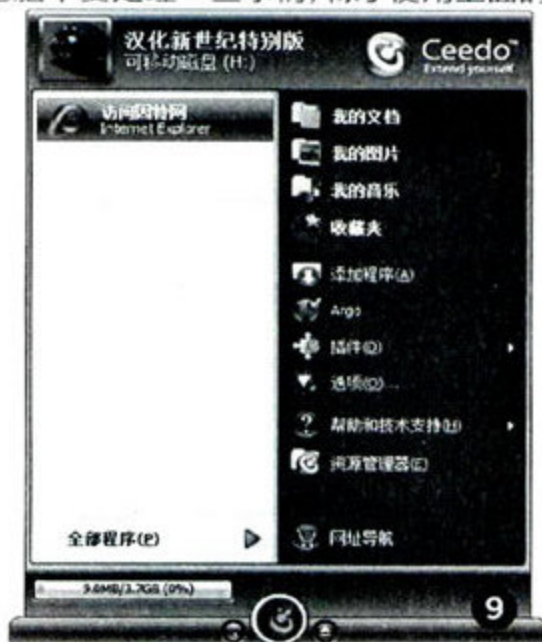 汉化新世纪特别版
可移动磁盘 (H:)
Ceedo™
Extend yourself
访问因特网
Internet Explorer
我的文档
我的图片
我的音乐
收藏夹
添加程序(A)
Argo
插件(Q)
选项(O)...
帮助和技术支持(H)
资源管理器(E)
全部程序(P)
网址导航
9.0MB/3.7GB (0%)
9